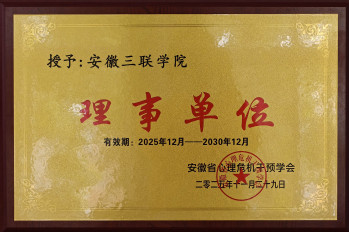 授予:安徽三联学院
理事单位
有效期：2025年12月——2030年12月
安徽省心理危机干预学会
二零二五年十一月二十九日